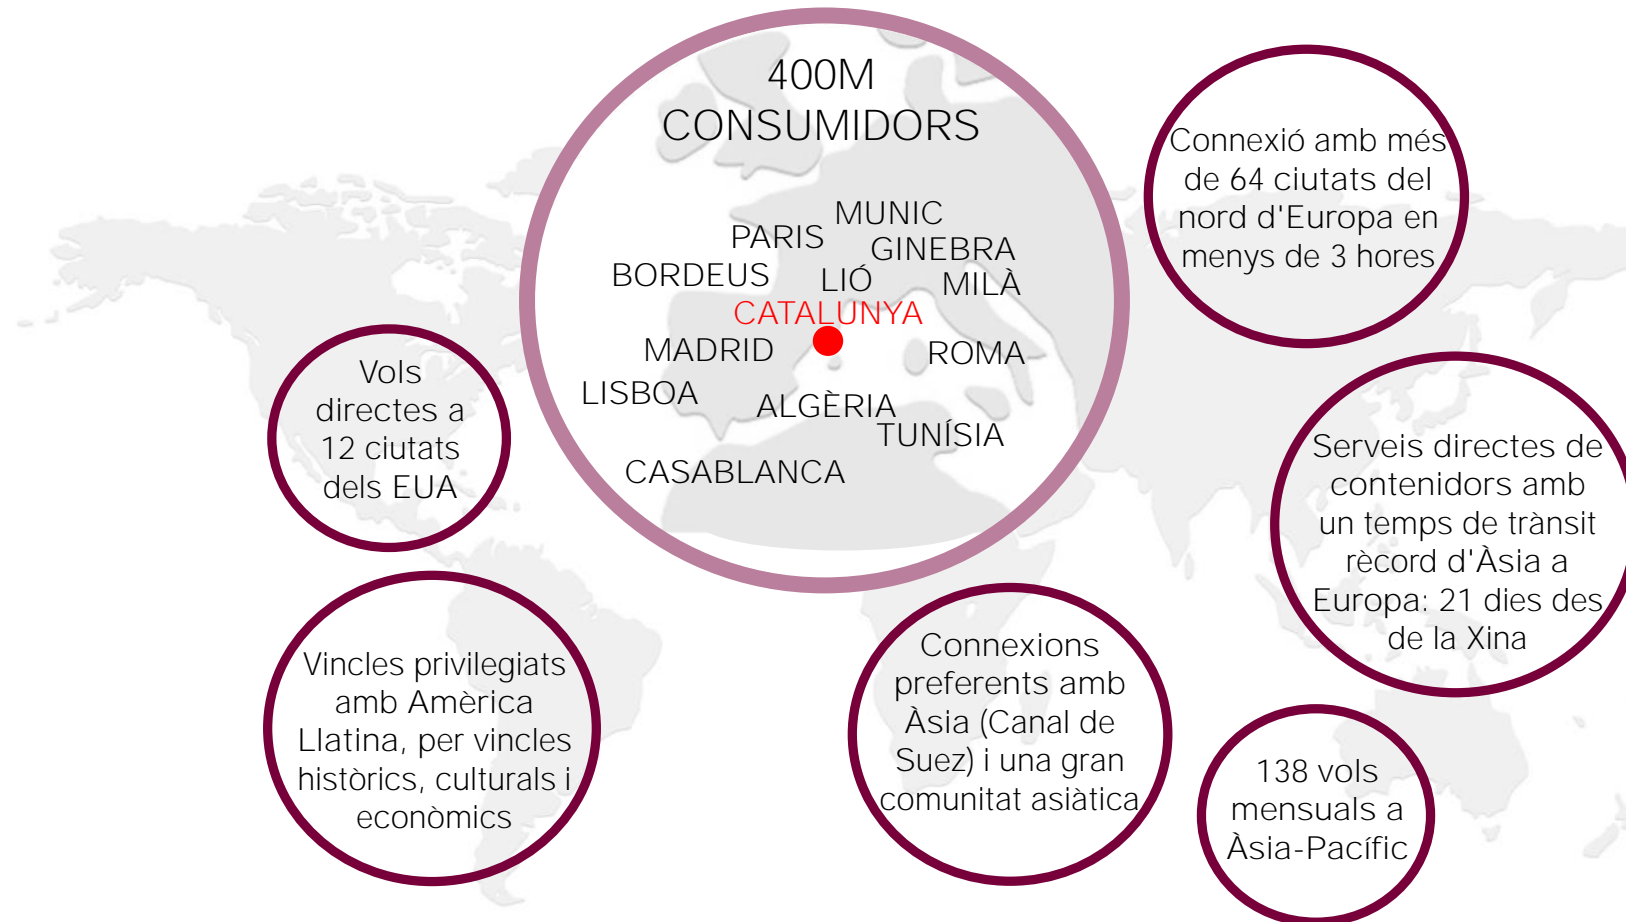 400M
CONSUMIDORS
MUNIC
PARIS
GINEBRA
BORDEUS
LIÓ
MILÀ
CATALUNYA
MADRID
ROMA
LISBOA
ALGÈRIA
TUNÍSIA
CASABLANCA
Connexió amb més
de 64 ciutats del
nord d'Europa en
menys de 3 hores
Vols
directes a
12 ciutats
dels EUA
Serveis directes de
contenidors amb
un temps de trànsit
rècord d'Àsia a
Europa: 21 dies des
de la Xina
Vincles privilegiats
amb Amèrica
Llatina, per vincles
històrics, culturals i
econòmics
Connexions
preferents amb
Àsia (Canal de
Suez) i una gran
comunitat asiàtica
138 vols
mensuals a
Àsia-Pacífic